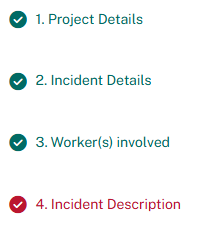 1. Project Details
2. Incident Details
3. Worker(s) involved
4. Incident Description